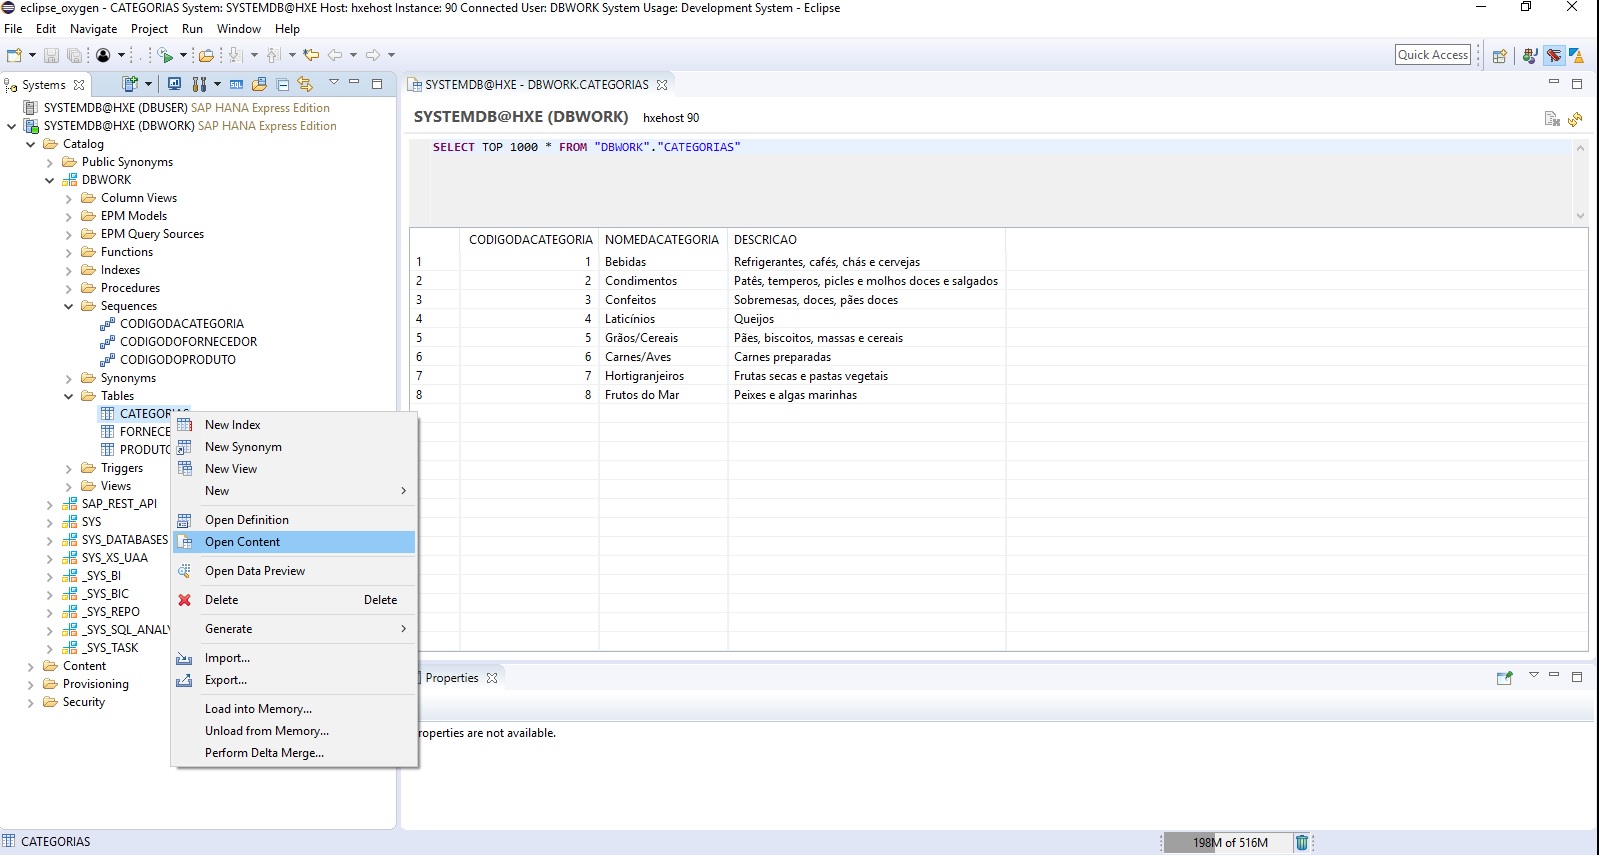 eclipse_oxygen - CATEGORIAS System: SYSTEMDB@HXE Host: hxehost Instance: 90 Connected User: DBWORK System Usage: Development System - Eclipse
File Edit Navigate Project Run Window Help
Quick Access
Systems
SYSTEMDB@HXE (DBUSER) SAP HANA Express Edition
SYSTEMDB@HXE (DBWORK) SAP HANA Express Edition
Catalog
Public Synonyms
DBWORK
Column Views
EPM Models
EPM Query Sources
Functions
Indexes
Procedures
Sequences
CODIGODACATEGORIA
CODIGODOFORNECEDOR
CODIGODOPRODUTO
Synonyms
Tables
CATEGORIAS
FORNECE
PRODUTO
Triggers
Views
SAP_REST_API
SYS
SYS_DATABASES
SYS_XS_UAA
_SYS_BI
_SYS_BIC
_SYS_REPO
_SYS_SQL_ANALY
_SYS_TASK
Content
Provisioning
Security
New Index
New Synonym
New View
New
Open Definition
Open Content
Open Data Preview
Delete Delete
Generate
Import...
Export...
Load into Memory...
Unload from Memory...
Perform Delta Merge...
SYSTEMDB@HXE - DBWORK.CATEGORIAS
SYSTEMDB@HXE (DBWORK) hxehost 90
SELECT TOP 1000 * FROM "DBWORK"."CATEGORIAS"
CODIGODACATEGORIA NOMEDACATEGORIA DESCRICAO
1 1 Bebidas Refrigerantes, cafés, chás e cervejas
2 2 Condimentos Patês, temperos, picles e molhos doces e salgados
3 3 Confeitos Sobremesas, doces, pães doces
4 4 Laticínios Queijos
5 5 Grãos/Cereais Pães, biscoitos, massas e cereais
6 6 Carnes/Aves Carnes preparadas
7 7 Hortigranjeiros Frutas secas e pastas vegetais
8 8 Frutos do Mar Peixes e algas marinhas
Properties
roperties are not available.
CATEGORIAS
198M of 516M